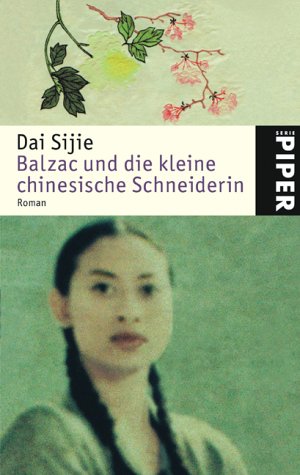 Dai Sijie
Balzac und die kleine
chinesische Schneiderin
Roman
SERIE
PIPER